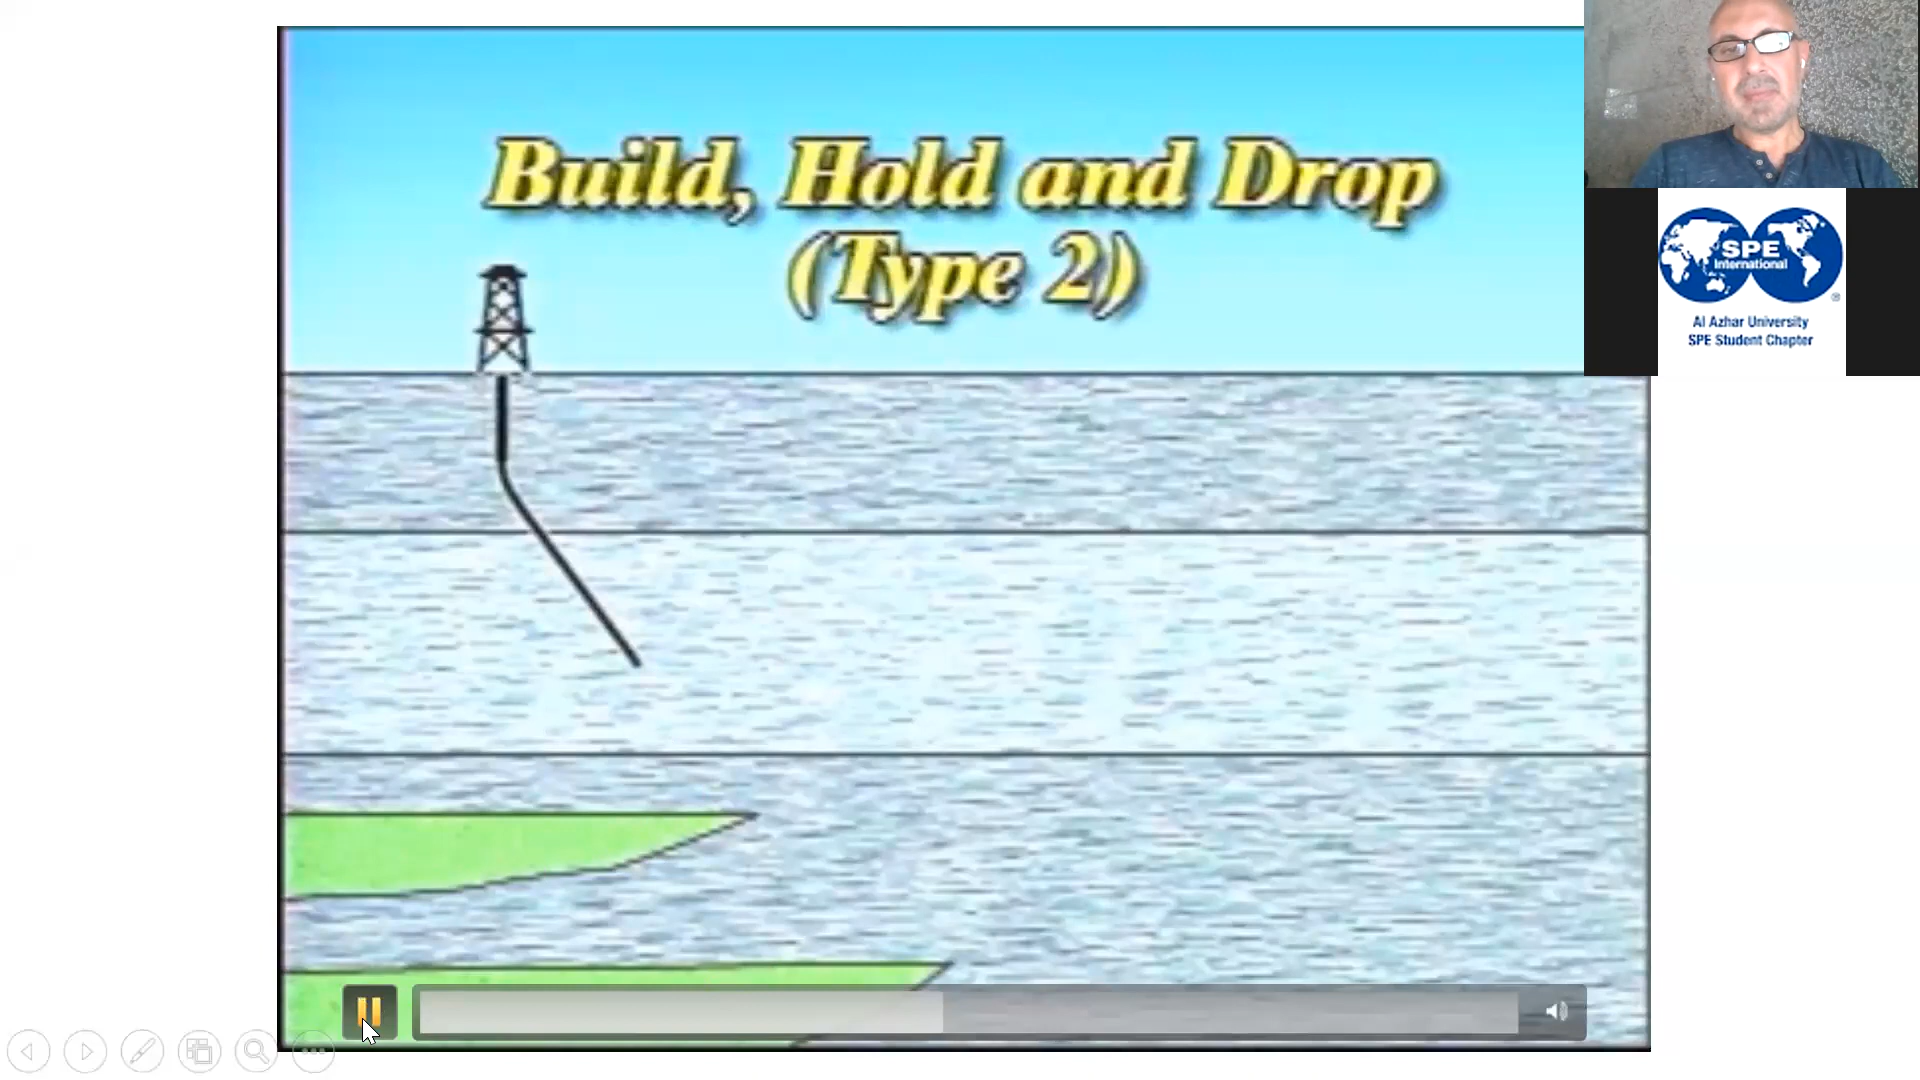 Build, Hold and Drop
(Type 2)
SPE
International
®
Al Azhar University
SPE Student Chapter